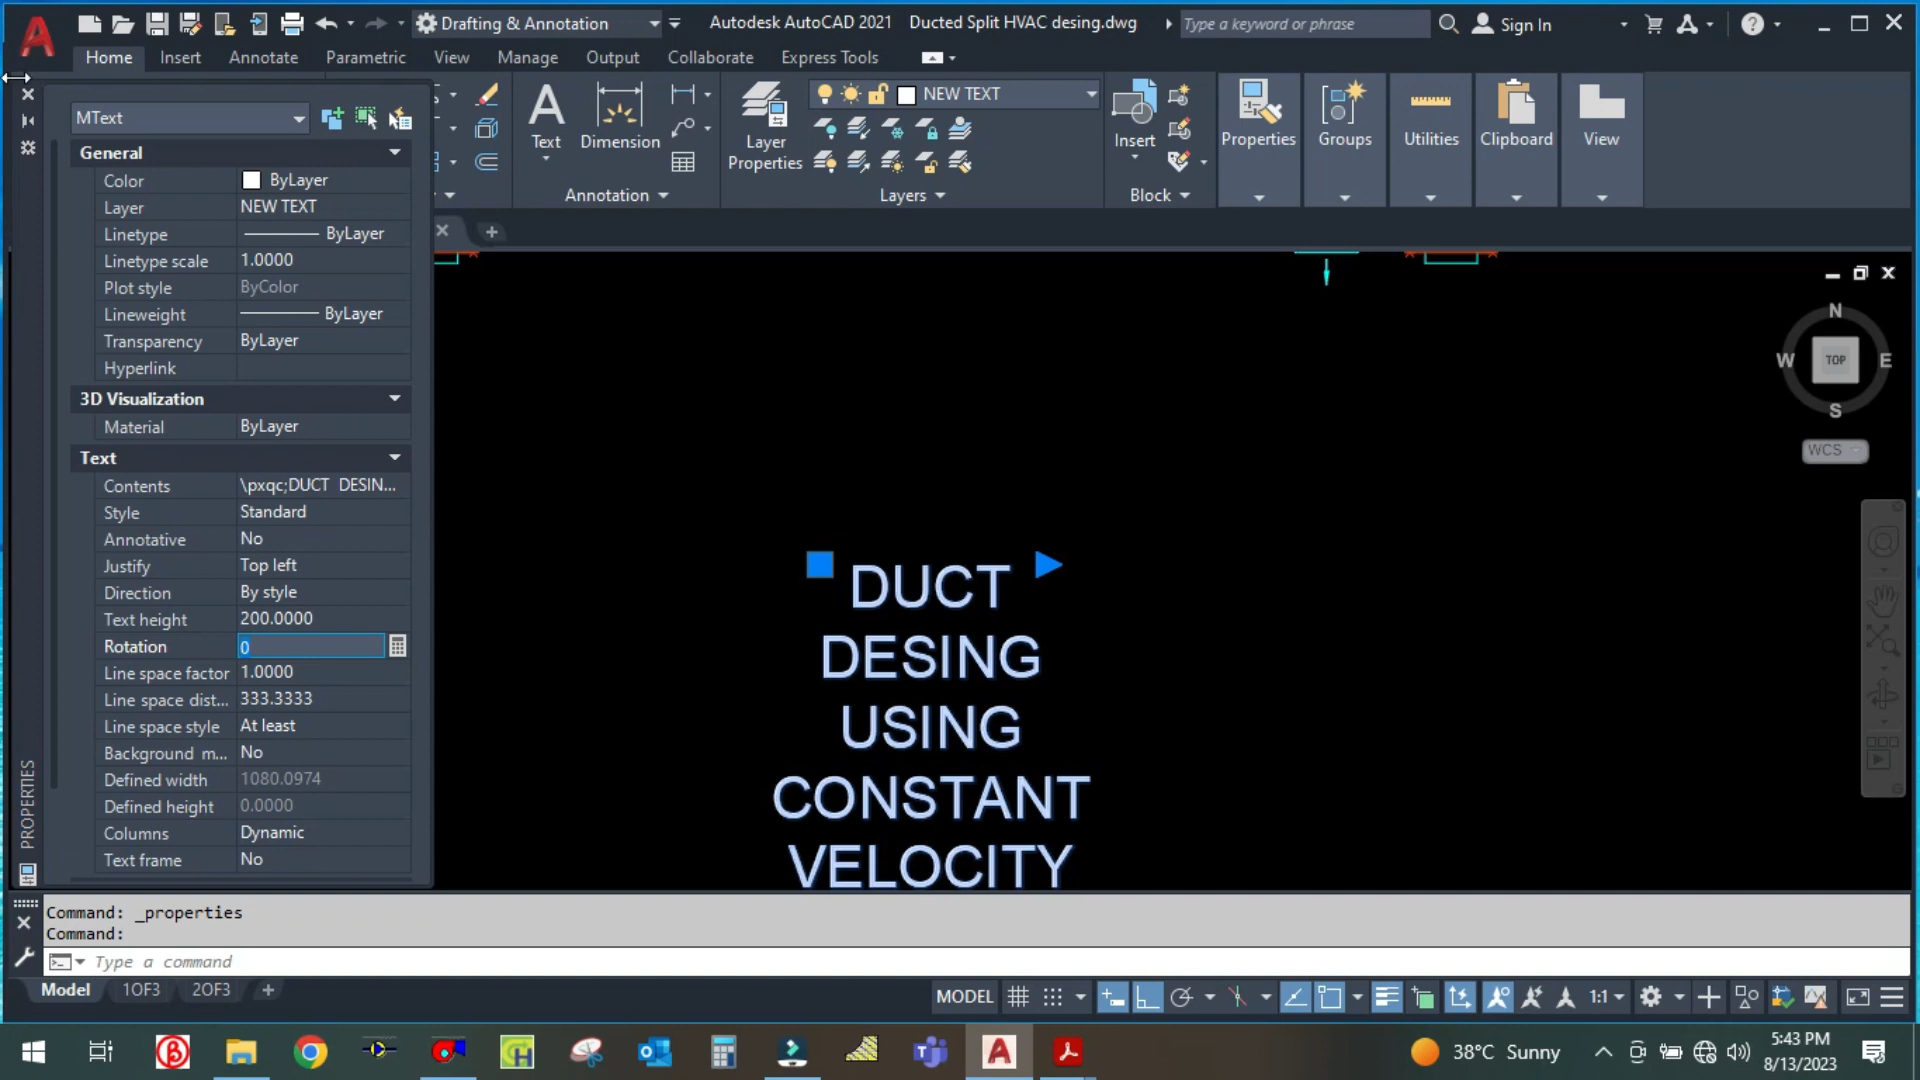 Drafting & Annotation
Autodesk AutoCAD 2021 Ducted Split HVAC desing.dwg
Type a keyword or phrase
Sign In
Home Insert Annotate Parametric View Manage Output Collaborate Express Tools
MText
Text
Dimension
Layer
Properties
NEW TEXT
Insert
Properties
Groups
Utilities
Clipboard
View
Annotation
Layers
Block
General
Color ByLayer
Layer NEW TEXT
Linetype ByLayer
Linetype scale 1.0000
Plot style ByColor
Lineweight ByLayer
Transparency ByLayer
Hyperlink
3D Visualization
Material ByLayer
Text
Contents \pxqc;DUCT DESIN...
Style Standard
Annotative No
Justify Top left
Direction By style
Text height 200.0000
Rotation 0
Line space factor 1.0000
Line space dist... 333.3333
Line space style At least
Background m... No
Defined width 1080.0974
Defined height 0.0000
Columns Dynamic
Text frame No
PROPERTIES
N
W TOP E
S
WCS
DUCT
DESING
USING
CONSTANT
VELOCITY
Command: _properties
Command:
Type a command
Model 1OF3 2OF3
MODEL
1:1
38°C Sunny
5:43 PM
8/13/2023